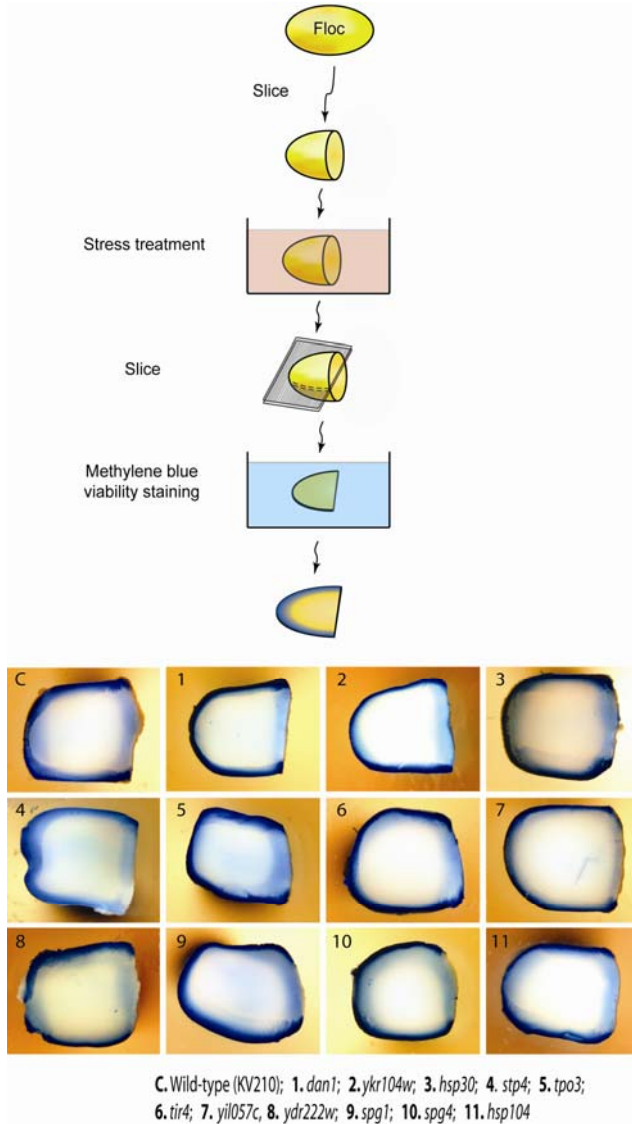 Floc
Slice
Stress treatment
Slice
Methylene blue
viability staining
C 1 2 3
4 5 6 7
8 9 10 11
C. Wild-type (KV210); 1. dan1; 2. ykr104w; 3. hsp30; 4. stp4; 5. tpo3;
6. tir4; 7. yil057c, 8. ydr222w; 9. spg1; 10. spg4; 11. hsp104